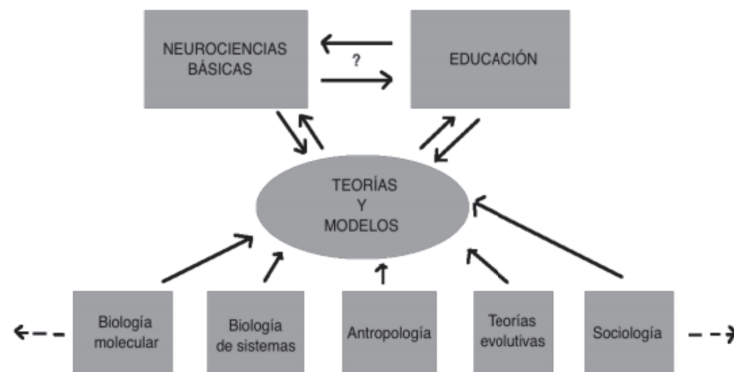 NEUROCIENCIAS
BÁSICAS
?
EDUCACIÓN
TEORÍAS
Y
MODELOS
Biología
molecular
Biología
de sistemas
Antropología
Teorías
evolutivas
Sociología